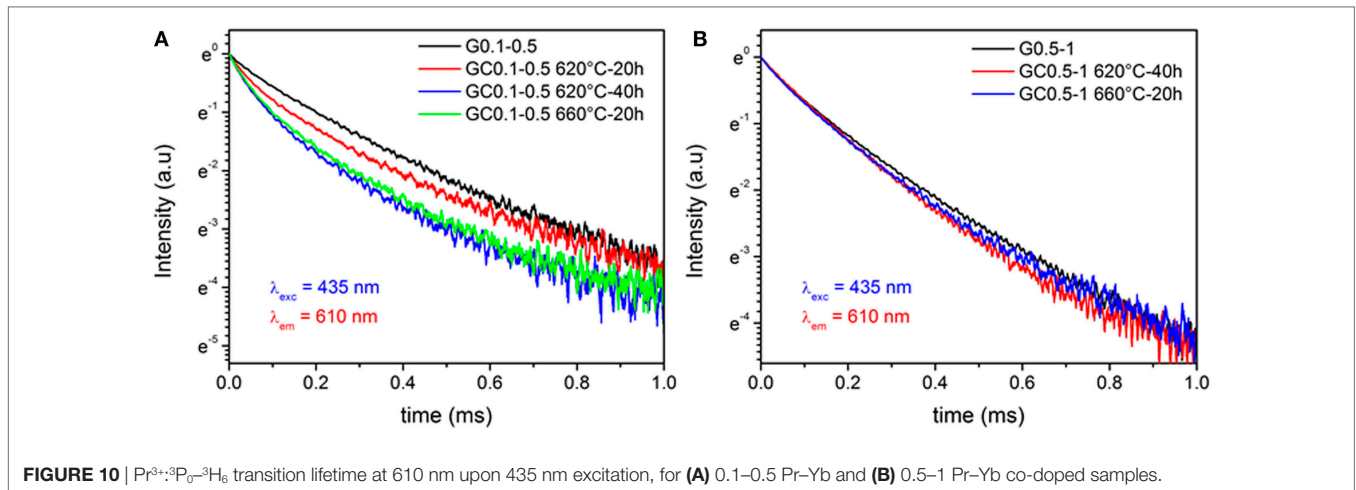 A
G0.1-0.5
GC0.1-0.5 620°C-20h
GC0.1-0.5 620°C-40h
GC0.1-0.5 660°C-20h
e⁰
e⁻¹
e⁻²
e⁻³
e⁻⁴
e⁻⁵
Intensity (a.u)
λexc = 435 nm
λem = 610 nm
0.0 0.2 0.4 0.6 0.8 1.0
time (ms)
B
G0.5-1
GC0.5-1 620°C-40h
GC0.5-1 660°C-20h
e⁰
e⁻¹
e⁻²
e⁻³
e⁻⁴
Intensity (a.u)
λexc = 435 nm
λem = 610 nm
0.0 0.2 0.4 0.6 0.8 1.0
time (ms)
FIGURE 10 | Pr³⁺:³P₀–³H₆ transition lifetime at 610 nm upon 435 nm excitation, for (A) 0.1–0.5 Pr–Yb and (B) 0.5–1 Pr–Yb co-doped samples.